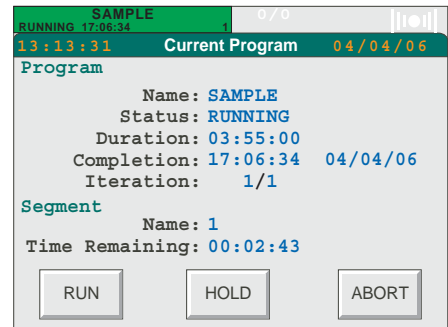 SAMPLE 0/0
RUNNING 17:06:34 1
13:13:31 Current Program 04/04/06
Program
Name: SAMPLE
Status: RUNNING
Duration: 03:55:00
Completion: 17:06:34 04/04/06
Iteration: 1/1
Segment
Name: 1
Time Remaining: 00:02:43
RUN HOLD ABORT